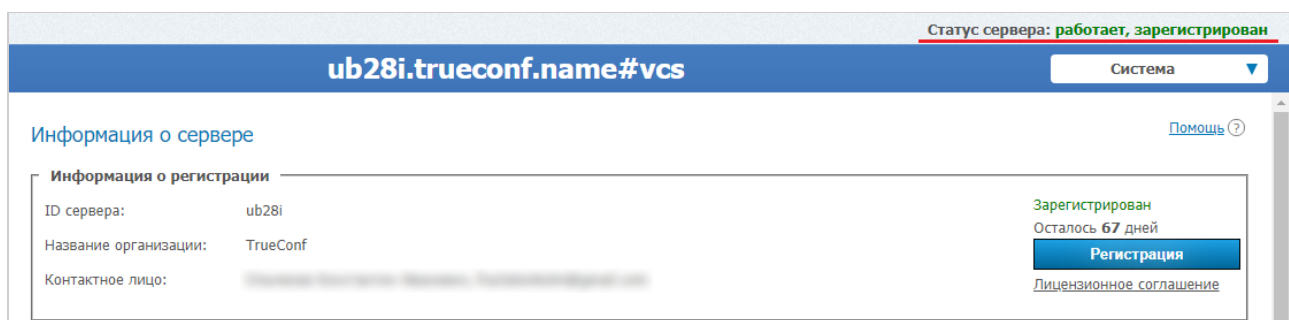 Статус сервера: работает, зарегистрирован
ub28i.trueconf.name#vcs
Система
Информация о сервере
Помощь ?
Информация о регистрации
ID сервера: ub28i
Зарегистрирован
Осталось 67 дней
Название организации: TrueConf
Регистрация
Контактное лицо:
Лицензионное соглашение